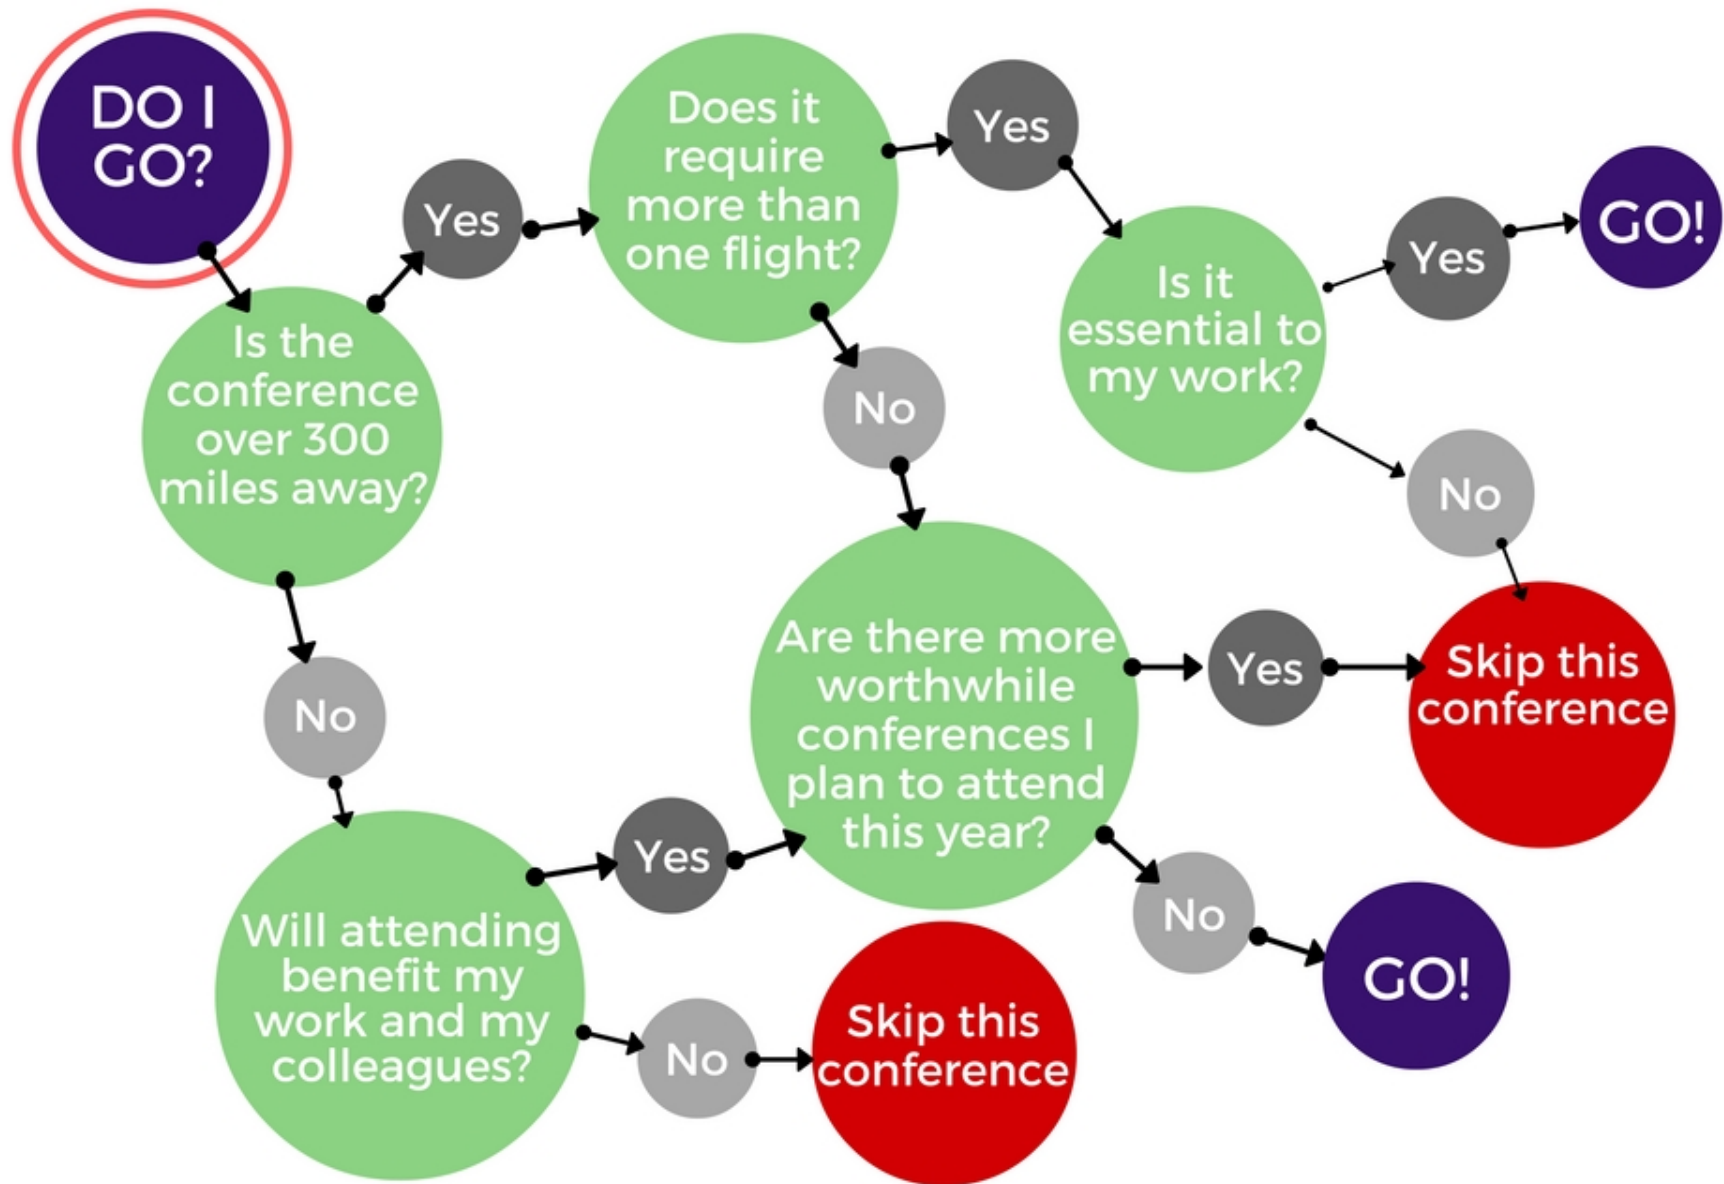 DO I
GO?
Is the
conference
over 300
miles away?
Yes
Does it
require
more than
one flight?
Yes
Is it
essential to
my work?
Yes
GO!
No
Skip this
conference
No
Are there more
worthwhile
conferences I
plan to attend
this year?
Yes
No
GO!
No
Will attending
benefit my
work and my
colleagues?
Yes
No
Skip this
conference